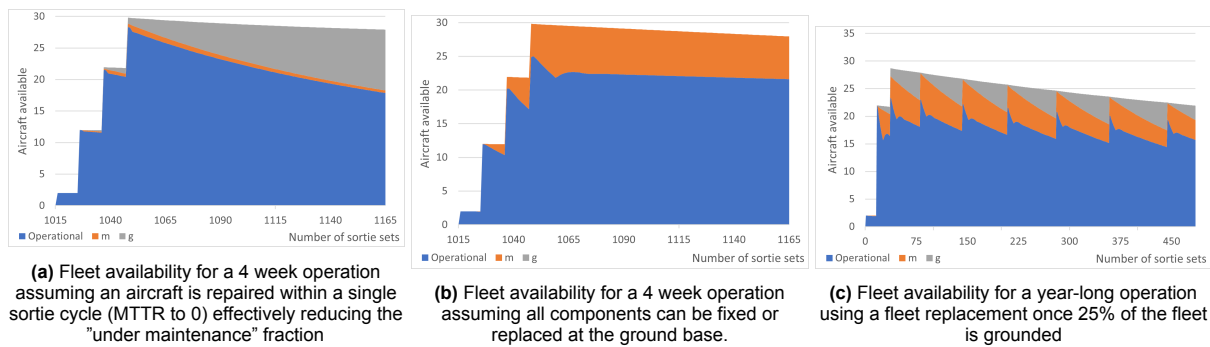 30
25
20
15
10
5
0
Aircraft available
1015 1040 1065 1090 1115 1140 1165
Operational m g Number of sortie sets
(a) Fleet availability for a 4 week operation
assuming an aircraft is repaired within a single
sortie cycle (MTTR to 0) effectively reducing the
"under maintenance" fraction
30
25
20
15
10
5
0
Aircraft available
1015 1040 1065 1090 1115 1140 1165
Operational m g Number of sortie sets
(b) Fleet availability for a 4 week operation
assuming all components can be fixed or
replaced at the ground base.
35
30
25
20
15
10
5
0
Aircraft available
0 75 150 225 300 375 450
Operational m g Number of sortie sets
(c) Fleet availability for a year-long operation
using a fleet replacement once 25% of the fleet
is grounded